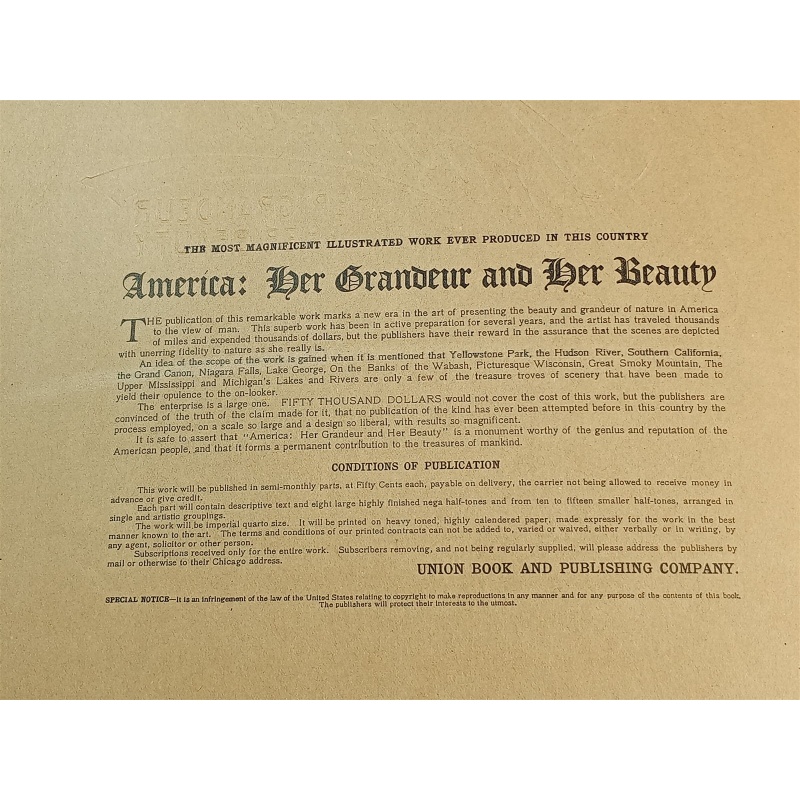 THE MOST MAGNIFICENT ILLUSTRATED WORK EVER PRODUCED IN THIS COUNTRY
America: Her Grandeur and Her Beauty
THE publication of this remarkable work marks a new era in the art of presenting the beauty and grandeur of nature in America
to the view of man. This superb work has been in active preparation for several years, and the artist has traveled thousands
of miles and expended thousands of dollars, but the publishers have their reward in the assurance that the scenes are depicted
with unerring fidelity to nature as she really is.
An idea of the scope of the work is gained when it is mentioned that Yellowstone Park, the Hudson River, Southern California,
the Grand Canon, Niagara Falls, Lake George, On the Banks of the Wabash, Picturesque Wisconsin, Great Smoky Mountain, The
Upper Mississippi and Michigan's Lakes and Rivers are only a few of the treasure troves of scenery that have been made to
yield their opulence to the on-looker.
The enterprise is a large one. FIFTY THOUSAND DOLLARS would not cover the cost of this work, but the publishers are
convinced of the truth of the claim made for it, that no publication of the kind has ever been attempted before in this country by the
process employed, on a scale so large and a design so liberal, with results so magnificent.
It is safe to assert that "America: Her Grandeur and Her Beauty" is a monument worthy of the genius and reputation of the
American people, and that it forms a permanent contribution to the treasures of mankind.
CONDITIONS OF PUBLICATION
This work will be published in semi-monthly parts, at Fifty Cents each, payable on delivery, the carrier not being allowed to receive money in
advance or give credit.
Each part will contain descriptive text and eight large highly finished nega half-tones and from ten to fifteen smaller half-tones, arranged in
single and artistic groupings.
The work will be imperial quarto size. It will be printed on heavy toned, highly calendered paper, made expressly for the work in the best
manner known to the art. The terms and conditions of our printed contracts can not be added to, varied or waived, either verbally or in writing, by
any agent, solicitor or other person.
Subscriptions received only for the entire work. Subscribers removing, and not being regularly supplied, will please address the publishers by
mail or otherwise to their Chicago address.
UNION BOOK AND PUBLISHING COMPANY.
SPECIAL NOTICE—It is an infringement of the law of the United States relating to copyright to make reproductions in any manner and for any purpose of the contents of this book.
The publishers will protect their interests to the utmost.